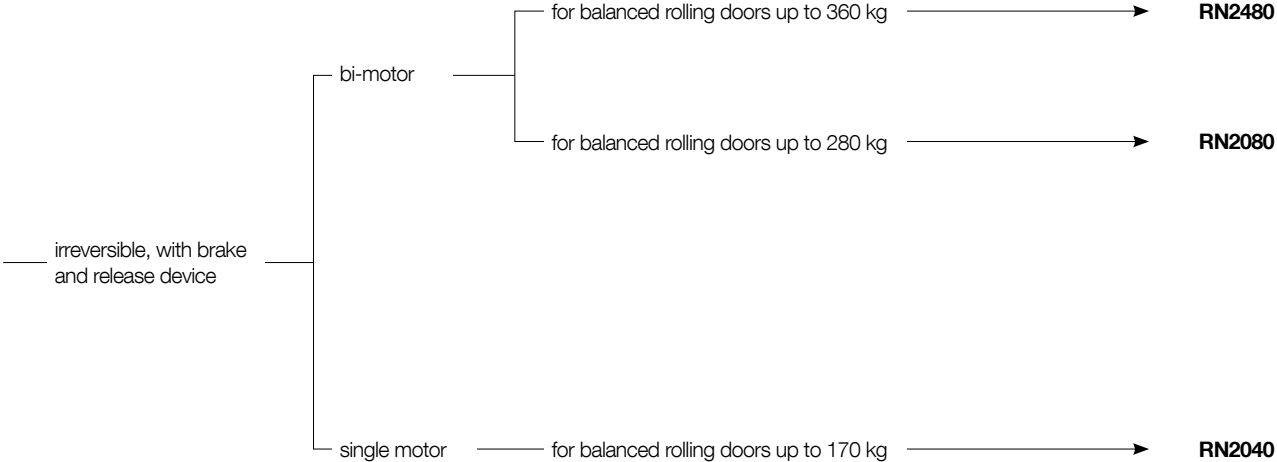 for balanced rolling doors up to 360 kg RN2480
bi-motor
for balanced rolling doors up to 280 kg RN2080
irreversible, with brake
and release device
single motor for balanced rolling doors up to 170 kg RN2040